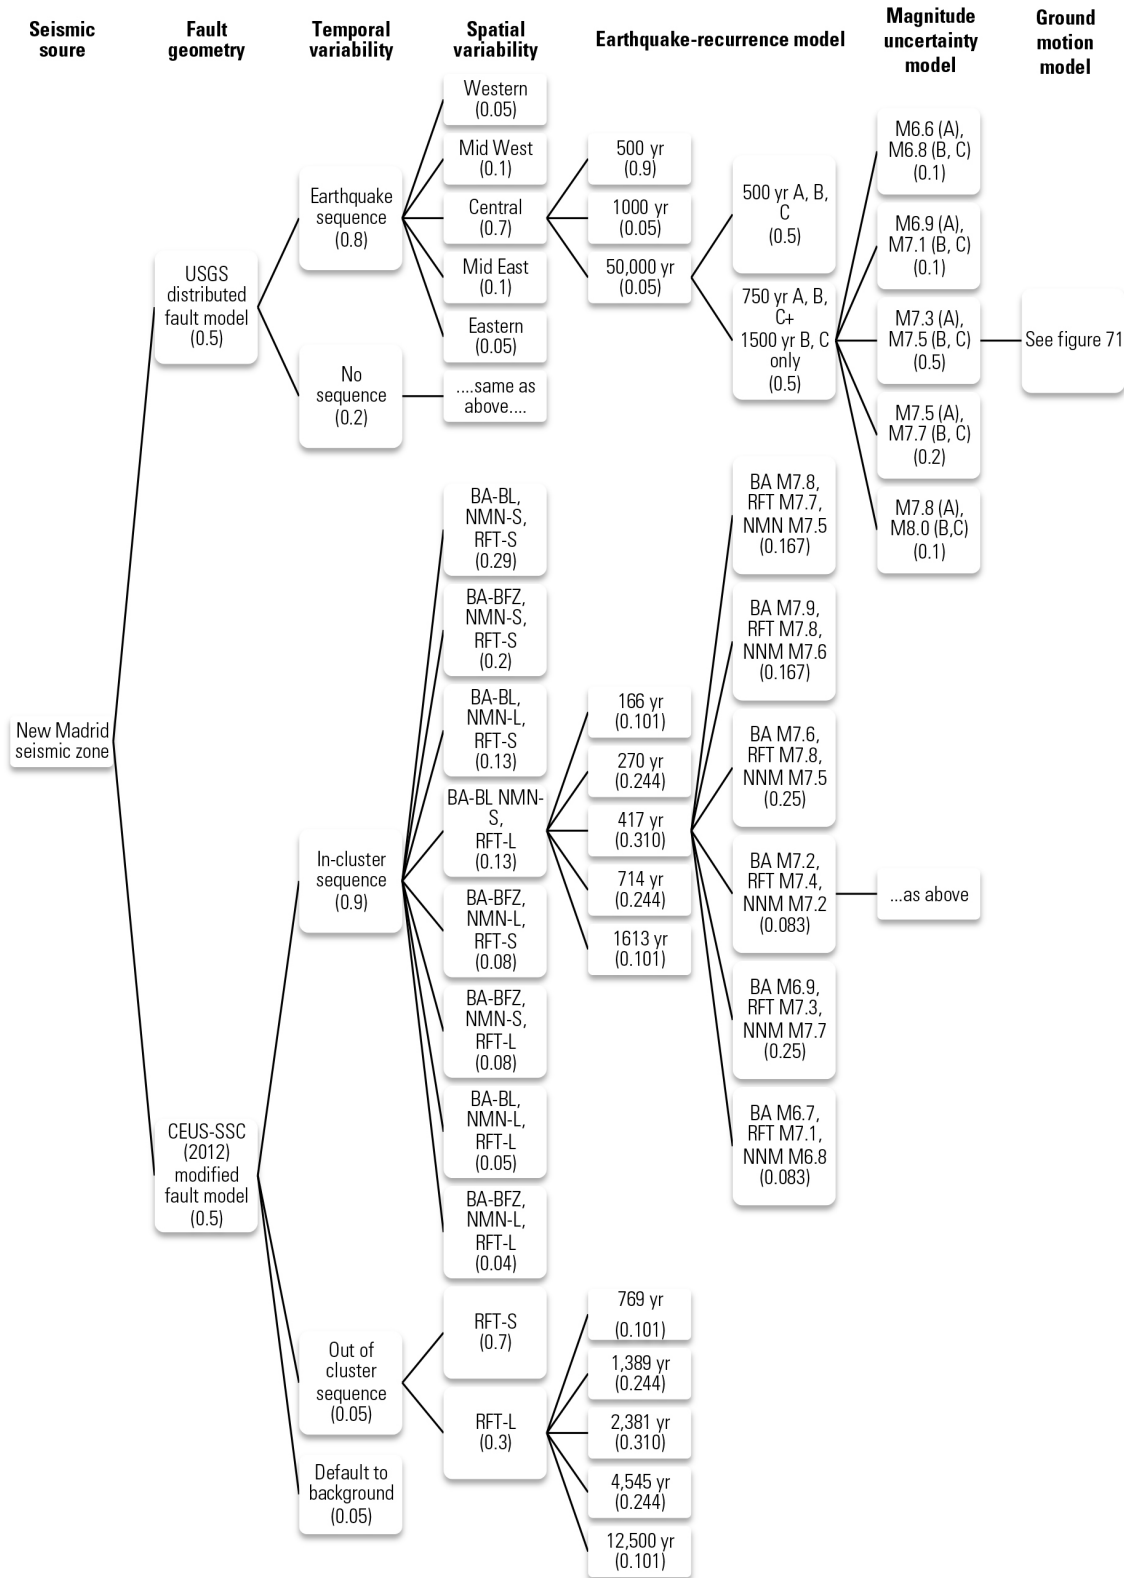 Seismic
soure
Fault
geometry
Temporal
variability
Spatial
variability
Earthquake-recurrence model
Magnitude
uncertainty
model
Ground
motion
model
New Madrid
seismic zone
USGS
distributed
fault model
(0.5)
CEUS-SSC
(2012)
modified
fault model
(0.5)
Earthquake
sequence
(0.8)
No
sequence
(0.2)
In-cluster
sequence
(0.9)
Out of
cluster
sequence
(0.05)
Default to
background
(0.05)
Western
(0.05)
Mid West
(0.1)
Central
(0.7)
Mid East
(0.1)
Eastern
(0.05)
....same as
above....
BA-BL,
NMN-S,
RFT-S
(0.29)
BA-BFZ,
NMN-S,
RFT-S
(0.2)
BA-BL,
NMN-L,
RFT-S
(0.13)
BA-BL NMN-
S,
RFT-L
(0.13)
BA-BFZ,
NMN-L,
RFT-S
(0.08)
BA-BFZ,
NMN-S,
RFT-L
(0.08)
BA-BL,
NMN-L,
RFT-L
(0.05)
BA-BFZ,
NMN-L,
RFT-L
(0.04)
RFT-S
(0.7)
RFT-L
(0.3)
500 yr
(0.9)
1000 yr
(0.05)
50,000 yr
(0.05)
166 yr
(0.101)
270 yr
(0.244)
417 yr
(0.310)
714 yr
(0.244)
1613 yr
(0.101)
769 yr
(0.101)
1,389 yr
(0.244)
2,381 yr
(0.310)
4,545 yr
(0.244)
12,500 yr
(0.101)
500 yr A, B,
C
(0.5)
750 yr A, B,
C+
1500 yr B, C
only
(0.5)
BA M7.8,
RFT M7.7,
NMN M7.5
(0.167)
BA M7.9,
RFT M7.8,
NNM M7.6
(0.167)
BA M7.6,
RFT M7.8,
NNM M7.5
(0.25)
BA M7.2,
RFT M7.4,
NNM M7.2
(0.083)
BA M6.9,
RFT M7.3,
NNM M7.7
(0.25)
BA M6.7,
RFT M7.1,
NNM M6.8
(0.083)
M6.6 (A),
M6.8 (B, C)
(0.1)
M6.9 (A),
M7.1 (B, C)
(0.1)
M7.3 (A),
M7.5 (B, C)
(0.5)
M7.5 (A),
M7.7 (B, C)
(0.2)
M7.8 (A),
M8.0 (B,C)
(0.1)
...as above
See figure 71